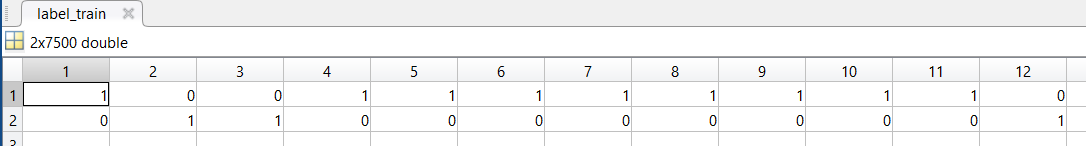 label_train
2x7500 double
1 2 3 4 5 6 7 8 9 10 11 12
1 1 0 0 1 1 1 1 1 1 1 1 0
2 0 1 1 0 0 0 0 0 0 0 0 1
3